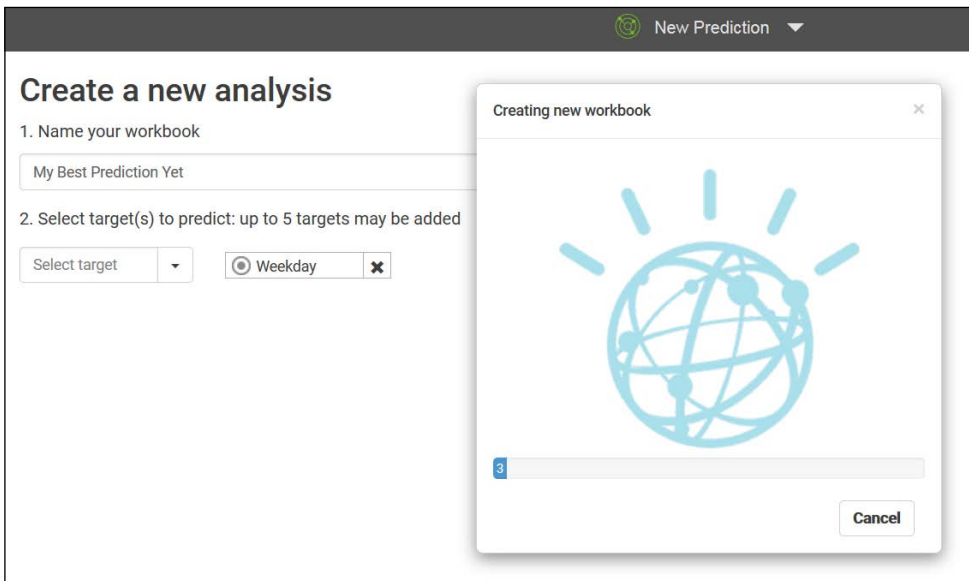 New Prediction
Create a new analysis
1. Name your workbook
My Best Prediction Yet
2. Select target(s) to predict: up to 5 targets may be added
Select target
Weekday
Creating new workbook
3
Cancel